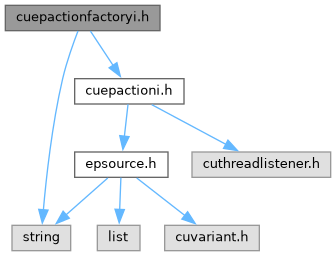 cuepactionfactoryi.h
cuepactioni.h
epsource.h
cuthreadlistener.h
string
list
cuvariant.h